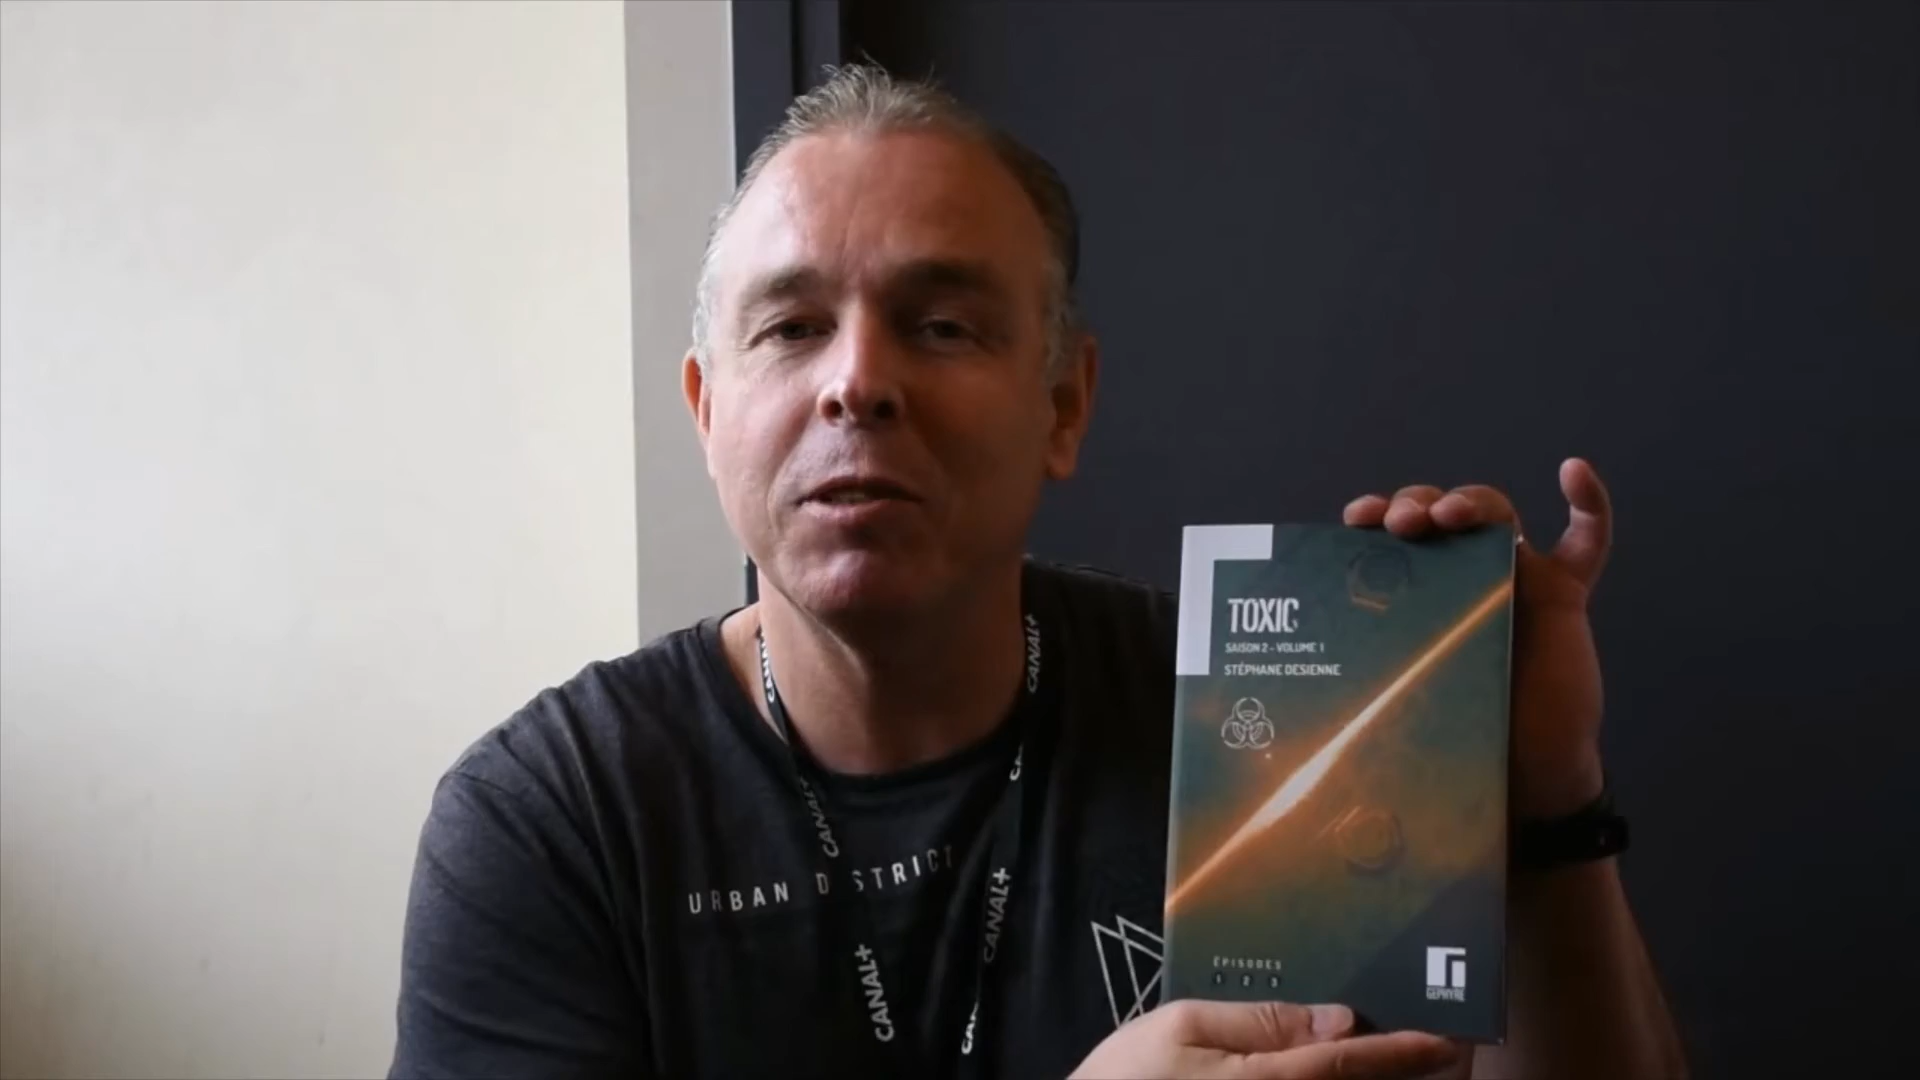 TOXIC
SAISON 2 - VOLUME 1
STÉPHANE DESIENNE
ÉPISODES
1 2 3
GEPHYRE
URBAN DISTRICT
CANAL+
CANAL+
CANAL+
CANAL+
CANAL+